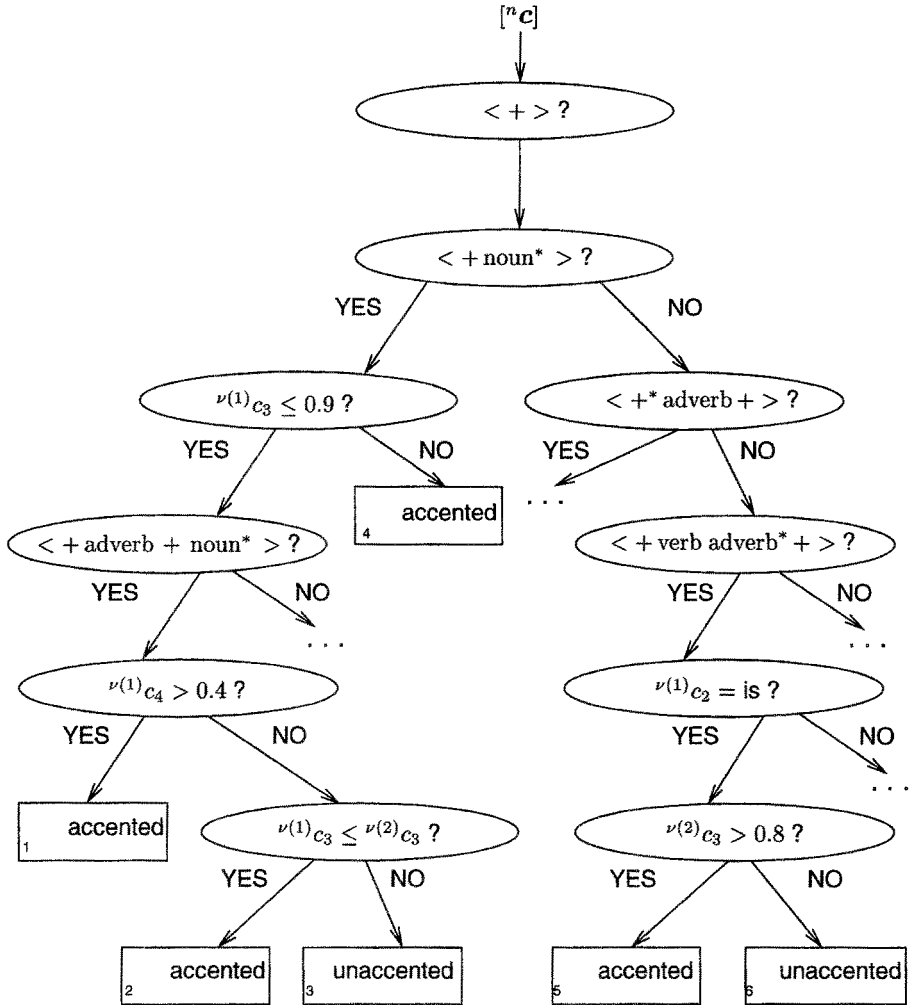 [ⁿc]
< + > ?
< + noun* > ?
YES NO
ν(1)c₃ ≤ 0.9 ? < +* adverb + > ?
YES NO YES NO
4 accented . . .
< + adverb + noun* > ? < + verb adverb* + > ?
YES NO YES NO
. . . . . .
ν(1)c₄ > 0.4 ? ν(1)c₂ = is ?
YES NO YES NO
. . .
1 accented ν(1)c₃ ≤ ν(2)c₃ ? ν(2)c₃ > 0.8 ?
YES NO YES NO
2 accented 3 unaccented 5 accented 6 unaccented